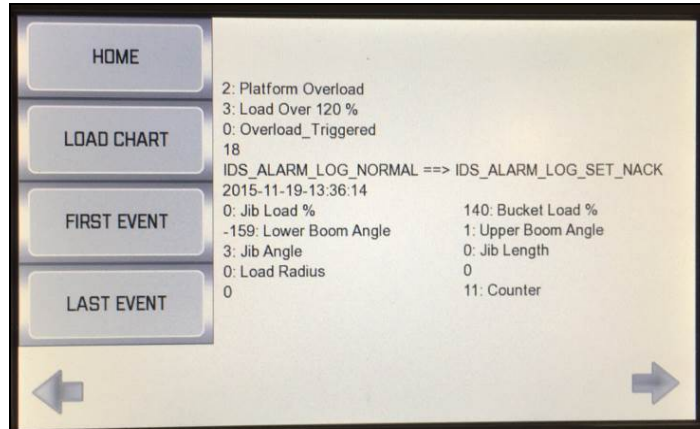 HOME
LOAD CHART
FIRST EVENT
LAST EVENT
2: Platform Overload
3: Load Over 120 %
0: Overload_Triggered
18
IDS_ALARM_LOG_NORMAL ==> IDS_ALARM_LOG_SET_NACK
2015-11-19-13:36:14
0: Jib Load % 140: Bucket Load %
-159: Lower Boom Angle 1: Upper Boom Angle
3: Jib Angle 0: Jib Length
0: Load Radius 0
0 11: Counter